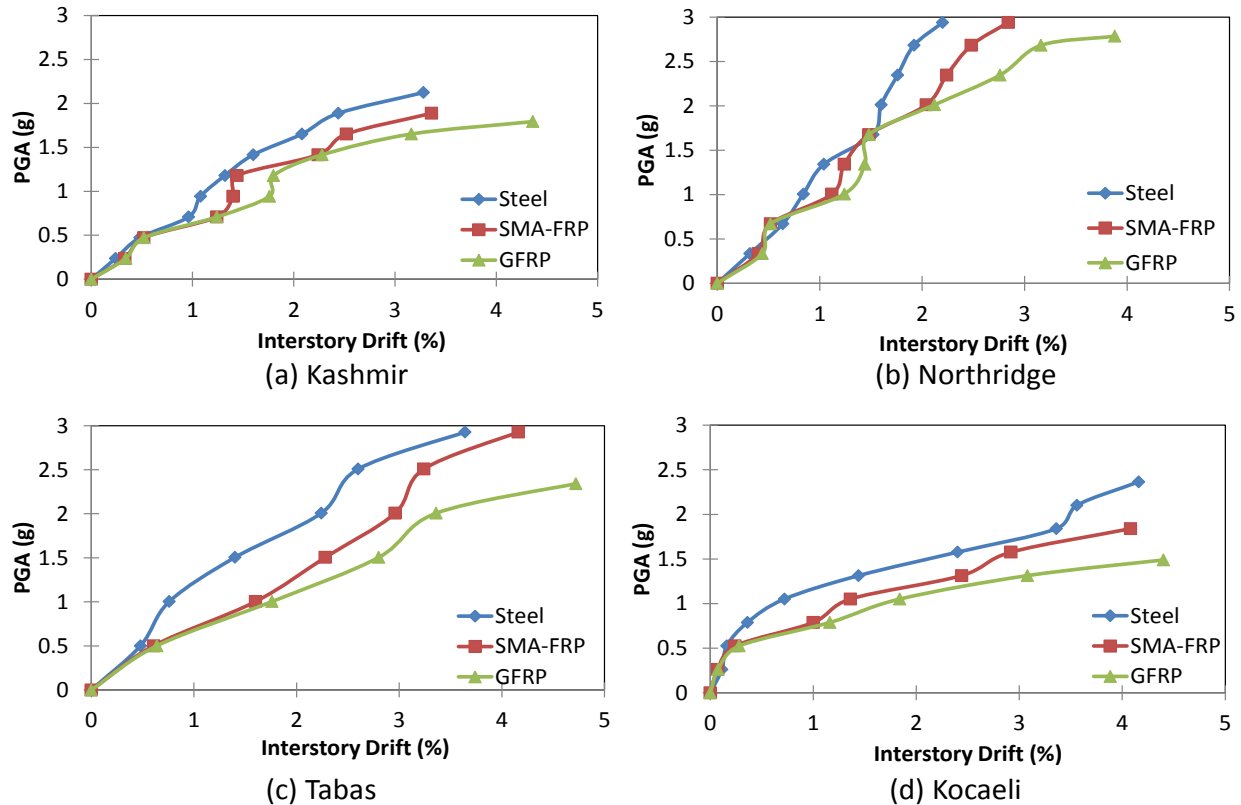 3
2.5
2
1.5
1
0.5
0
PGA (g)
0 1 2 3 4 5
Interstory Drift (%)
Steel
SMA-FRP
GFRP
(a) Kashmir
3
2.5
2
1.5
1
0.5
0
PGA (g)
0 1 2 3 4 5
Interstory Drift (%)
Steel
SMA-FRP
GFRP
(b) Northridge
3
2.5
2
1.5
1
0.5
0
PGA (g)
0 1 2 3 4 5
Interstory Drift (%)
Steel
SMA-FRP
GFRP
(c) Tabas
3
2.5
2
1.5
1
0.5
0
PGA (g)
0 1 2 3 4 5
Interstory Drift (%)
Steel
SMA-FRP
GFRP
(d) Kocaeli